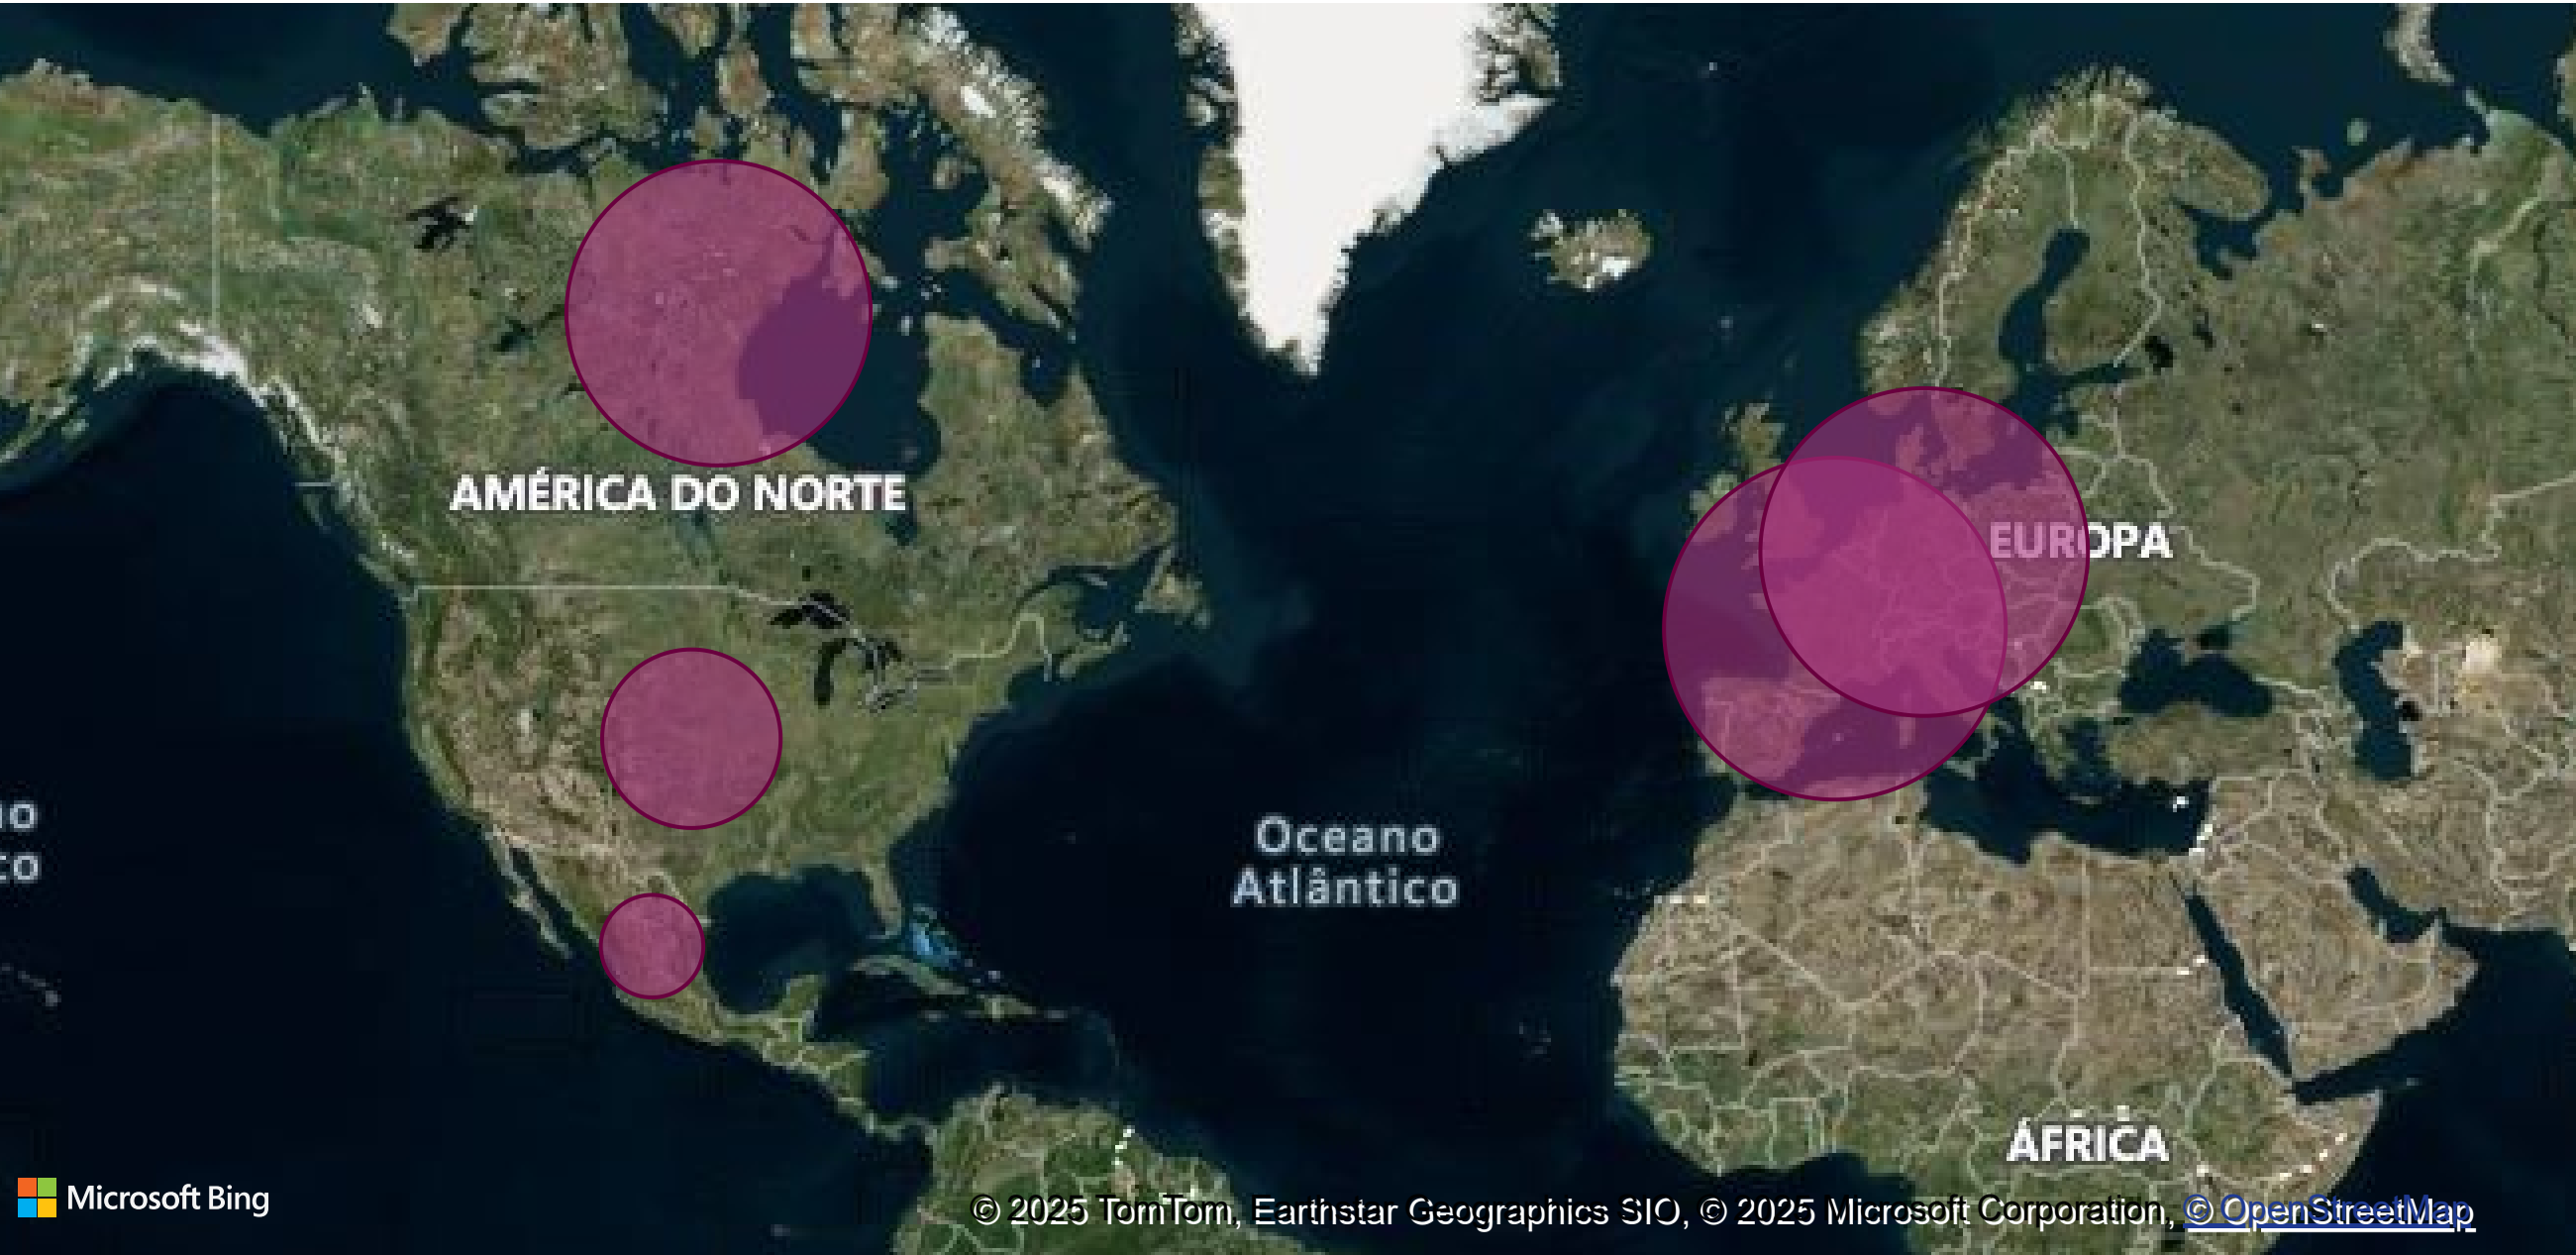 AMÉRICA DO NORTE
EUROPA
Oceano
Atlântico
ÁFRICA
Microsoft Bing
© 2025 TomTom, Earthstar Geographics SIO, © 2025 Microsoft Corporation, © OpenStreetMap